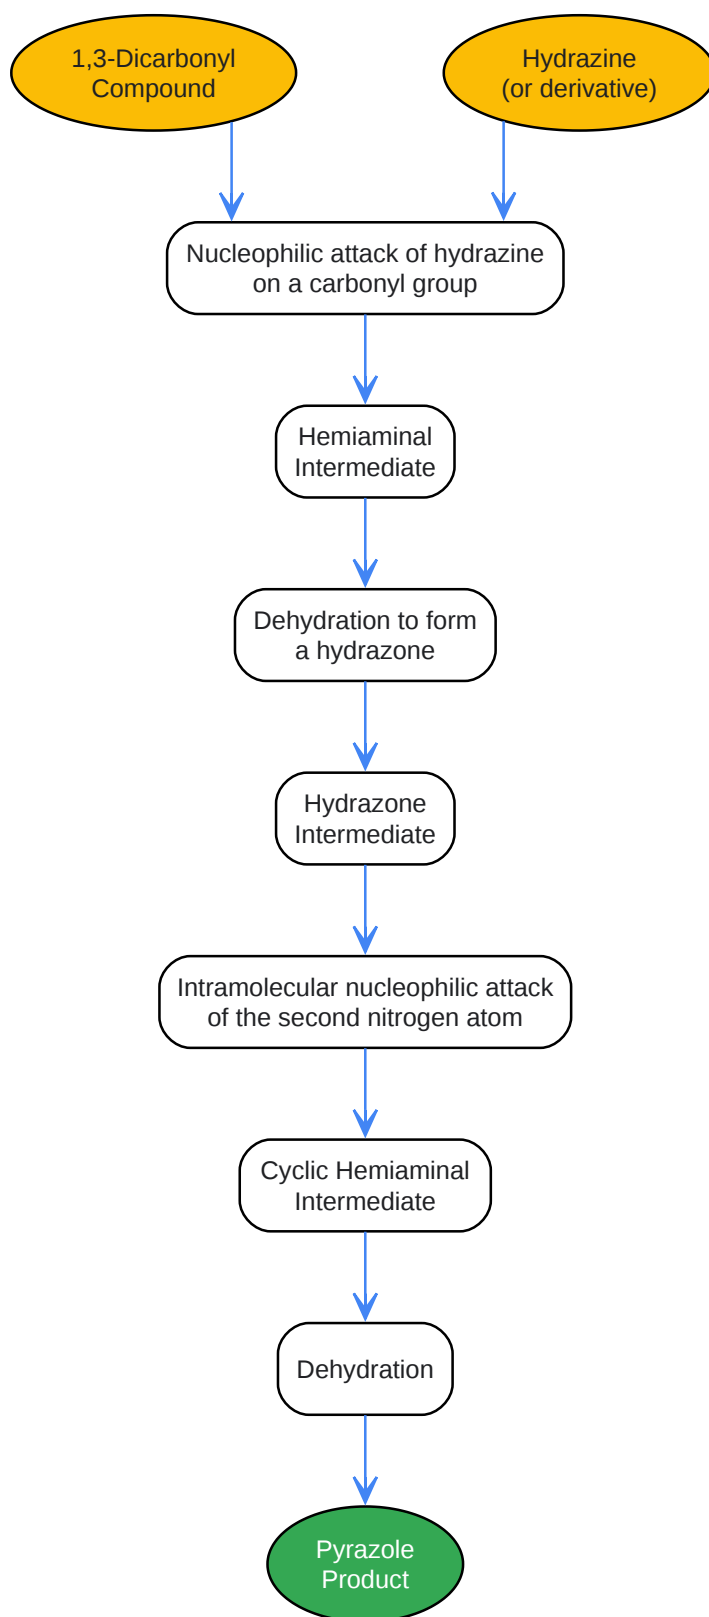 1,3-Dicarbonyl
Compound
Hydrazine
(or derivative)
Nucleophilic attack of hydrazine
on a carbonyl group
Hemiaminal
Intermediate
Dehydration to form
a hydrazone
Hydrazone
Intermediate
Intramolecular nucleophilic attack
of the second nitrogen atom
Cyclic Hemiaminal
Intermediate
Dehydration
Pyrazole
Product